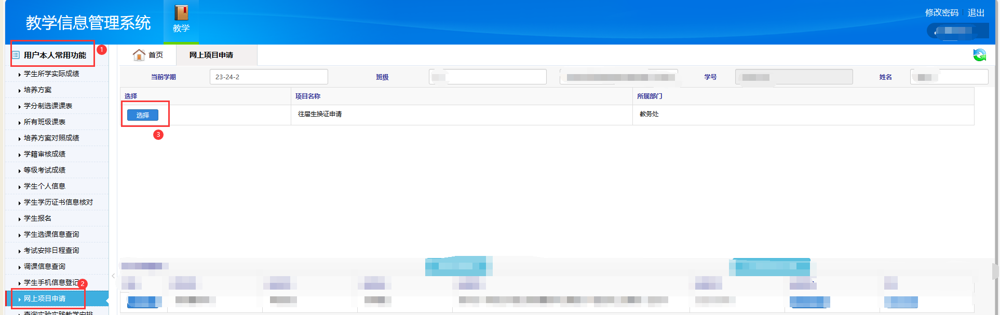 教学信息管理系统
教学
修改密码 退出
用户本人常用功能
1
首页
网上项目申请
学生所学实际成绩
培养方案
学分制选课课表
所有班级课表
培养方案对照成绩
学籍审核成绩
等级考试成绩
学生个人信息
学生学历证书信息核对
学生报名
学生选课信息查询
考试安排日程查询
调课信息查询
学生手机信息登记
2
网上项目申请
查询实验实践教学安排
当前学期 23-24-2 班级 学号 姓名
选择 项目名称 所属部门
选择 往届生换证申请 教务处
3